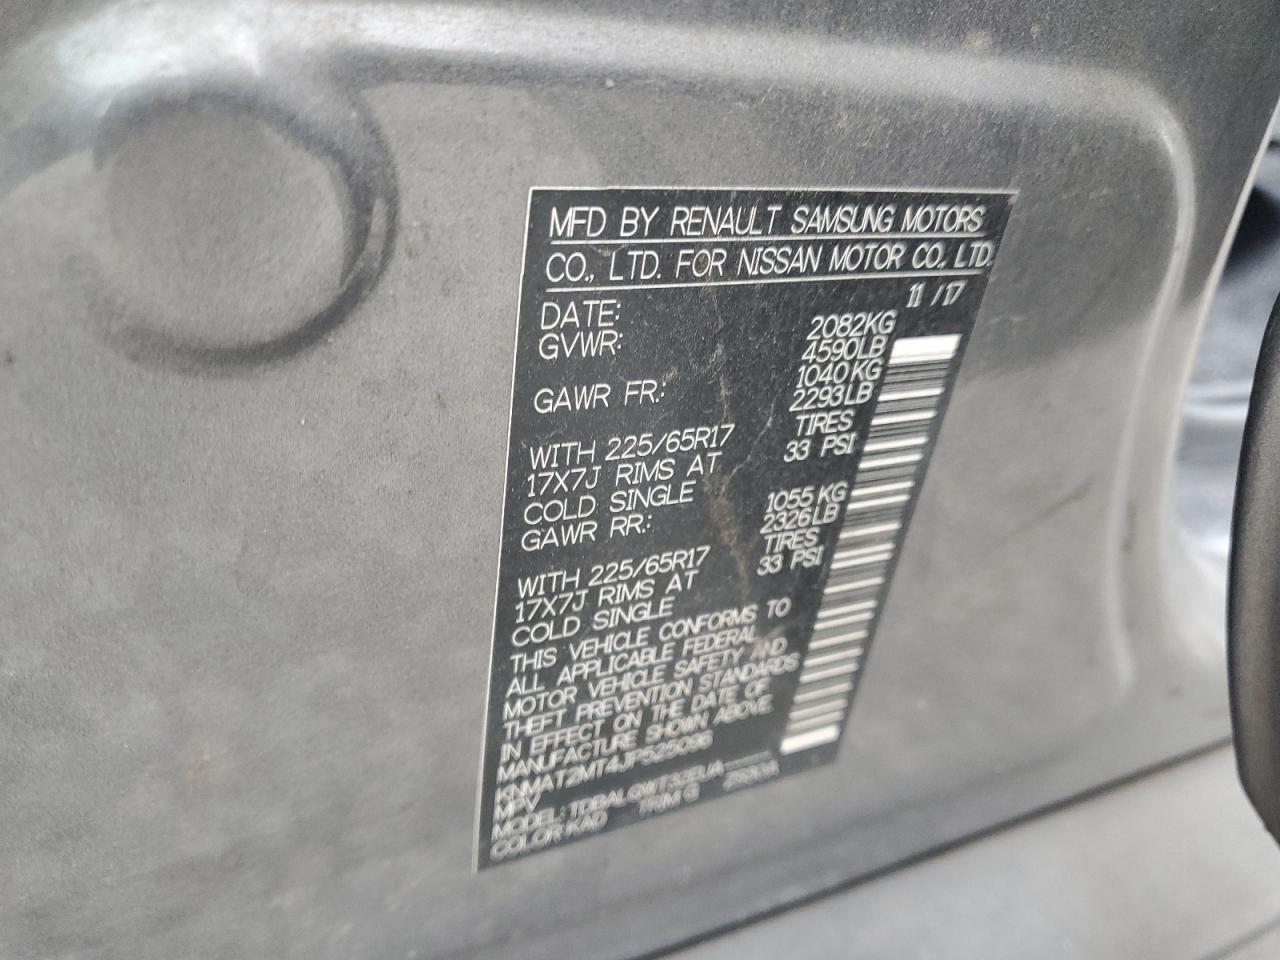 MFD BY RENAULT SAMSUNG MOTORS
CO., LTD. FOR NISSAN MOTOR CO., LTD.
DATE: 11 /17
GVWR: 2082KG
4590LB
GAWR FR.: 1040KG
2293LB
WITH 225/65R17 TIRES
17X7J RIMS AT 33 PSI
COLD SINGLE
GAWR RR.: 1055KG
2326LB
WITH 225/65R17 TIRES
17X7J RIMS AT 33 PSI
COLD SINGLE
THIS VEHICLE CONFORMS TO
ALL APPLICABLE FEDERAL
MOTOR VEHICLE SAFETY AND
THEFT PREVENTION STANDARDS
IN EFFECT ON THE DATE OF
MANUFACTURE SHOWN ABOVE.
KNMAT2MT4JP525096
MPV
MODEL:
COLOR:KAD TRIM:G